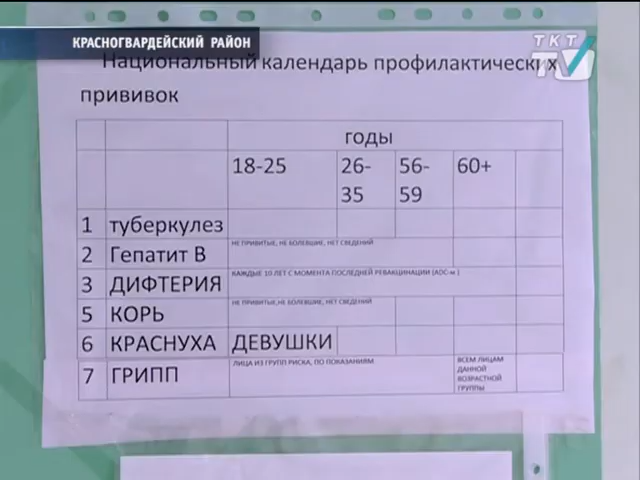 КРАСНОГВАРДЕЙСКИЙ РАЙОН
ТКТ
TV
Национальный календарь профилактических
прививок
годы
18-25 26-35 56-59 60+
1 туберкулез
2 Гепатит В НЕ ПРИВИТЫЕ, НЕ БОЛЕВШИЕ, НЕТ СВЕДЕНИЙ
3 ДИФТЕРИЯ КАЖДЫЕ 10 ЛЕТ С МОМЕНТА ПОСЛЕДНЕЙ РЕВАКЦИНАЦИИ (АДС-м)
5 КОРЬ НЕ ПРИВИТЫЕ, НЕ БОЛЕВШИЕ, НЕТ СВЕДЕНИЙ
6 КРАСНУХА ДЕВУШКИ
7 ГРИПП ЛИЦА ИЗ ГРУПП РИСКА, ПО ПОКАЗАНИЯМ
ВСЕМ ЛИЦАМ
ДАННОЙ
ВОЗРАСТНОЙ
ГРУППЫ